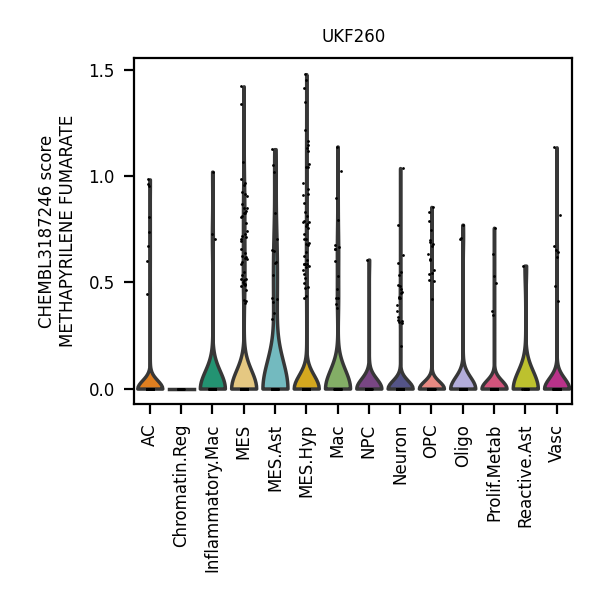 UKF260
CHEMBL3187246 score
METHAPYRILENE FUMARATE
1.5
1.0
0.5
0.0
AC
Chromatin.Reg
Inflammatory.Mac
MES
MES.Ast
MES.Hyp
Mac
NPC
Neuron
OPC
Oligo
Prolif.Metab
Reactive.Ast
Vasc